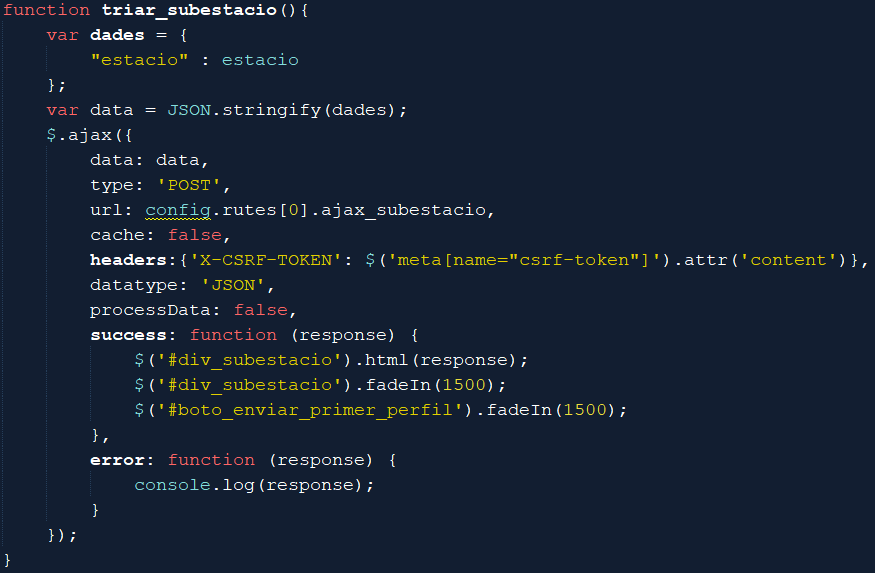 function triar_subestacio(){
    var dades = {
        "estacio" : estacio
    };
    var data = JSON.stringify(dades);
    $.ajax({
        data: data,
        type: 'POST',
        url: config.rutes[0].ajax_subestacio,
        cache: false,
        headers:{'X-CSRF-TOKEN': $('meta[name="csrf-token"]').attr('content')},
        datatype: 'JSON',
        processData: false,
        success: function (response) {
            $('#div_subestacio').html(response);
            $('#div_subestacio').fadeIn(1500);
            $('#boto_enviar_primer_perfil').fadeIn(1500);
        },
        error: function (response) {
            console.log(response);
        }
    });
}